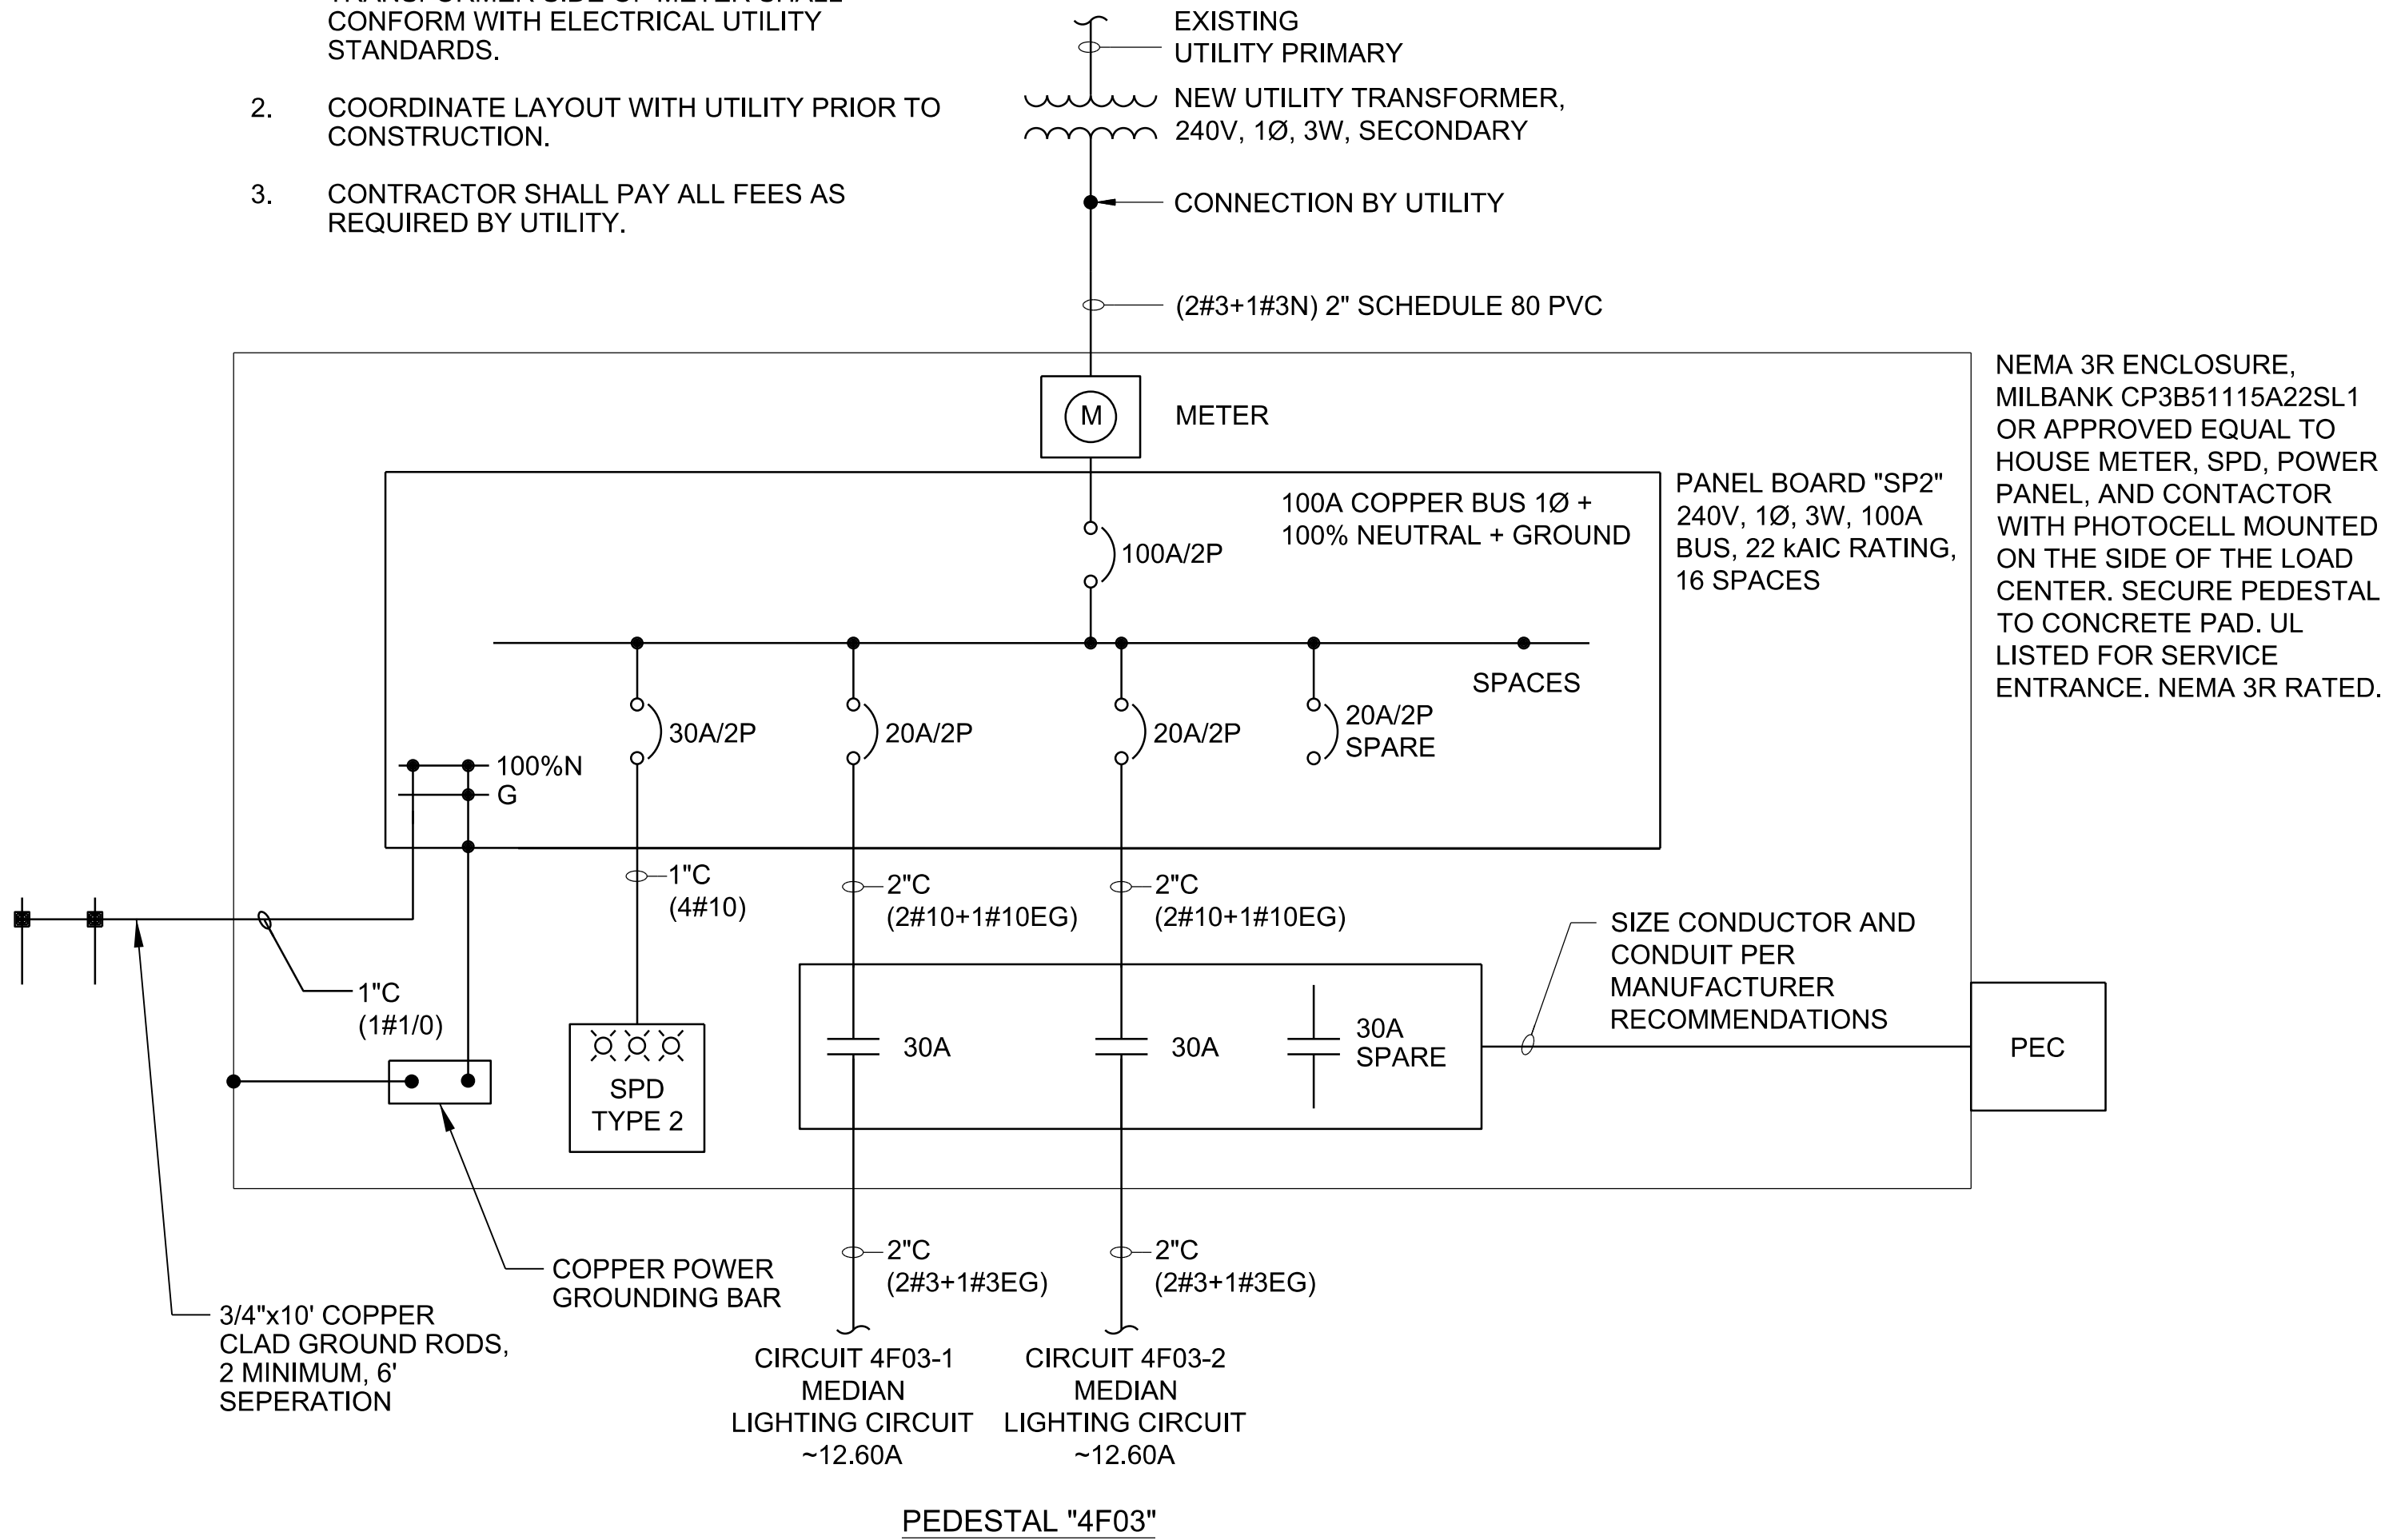 TRANSFORMER SIDE OF METER SHALL
CONFORM WITH ELECTRICAL UTILITY
STANDARDS.
2. COORDINATE LAYOUT WITH UTILITY PRIOR TO
CONSTRUCTION.
3. CONTRACTOR SHALL PAY ALL FEES AS
REQUIRED BY UTILITY.
EXISTING
UTILITY PRIMARY
NEW UTILITY TRANSFORMER,
240V, 1Ø, 3W, SECONDARY
CONNECTION BY UTILITY
(2#3+1#3N) 2" SCHEDULE 80 PVC
M
METER
NEMA 3R ENCLOSURE,
MILBANK CP3B51115A22SL1
OR APPROVED EQUAL TO
HOUSE METER, SPD, POWER
PANEL, AND CONTACTOR
WITH PHOTOCELL MOUNTED
ON THE SIDE OF THE LOAD
CENTER. SECURE PEDESTAL
TO CONCRETE PAD. UL
LISTED FOR SERVICE
ENTRANCE. NEMA 3R RATED.
PANEL BOARD "SP2"
240V, 1Ø, 3W, 100A
BUS, 22 kAIC RATING,
16 SPACES
100A COPPER BUS 1Ø +
100% NEUTRAL + GROUND
100A/2P
SPACES
30A/2P
20A/2P
20A/2P
20A/2P
SPARE
100%N
G
1"C
(4#10)
2"C
(2#10+1#10EG)
2"C
(2#10+1#10EG)
SIZE CONDUCTOR AND
CONDUIT PER
MANUFACTURER
RECOMMENDATIONS
1"C
(1#1/0)
SPD
TYPE 2
30A
30A
30A
SPARE
PEC
COPPER POWER
GROUNDING BAR
3/4"x10' COPPER
CLAD GROUND RODS,
2 MINIMUM, 6'
SEPERATION
2"C
(2#3+1#3EG)
2"C
(2#3+1#3EG)
CIRCUIT 4F03-1
MEDIAN
LIGHTING CIRCUIT
~12.60A
CIRCUIT 4F03-2
MEDIAN
LIGHTING CIRCUIT
~12.60A
PEDESTAL "4F03"